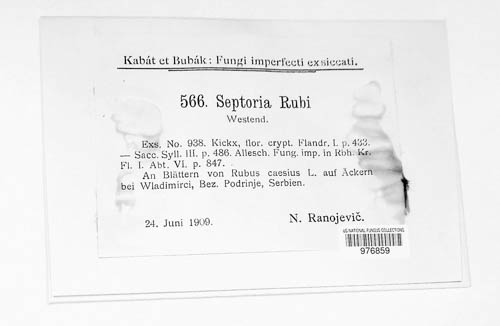 Kabát et Bubák: Fungi imperfecti exsiccati.
566. Septoria Rubi
Westend.
Exs. No. 938. Kickx, flor. crypt. Flandr. I. p. 433.
— Sacc. Syll. III. p. 486. Allesch. Fung. imp. in Rbh. Kr.
Fl. I. Abt. VI. p. 847.
An Blättern von Rubus caesius L. auf Äckern
bei Wladimirci, Bez. Podrinje, Serbien.
24. Juni 1909.
N. Ranojevič.
US NATIONAL FUNGUS COLLECTIONS
976859